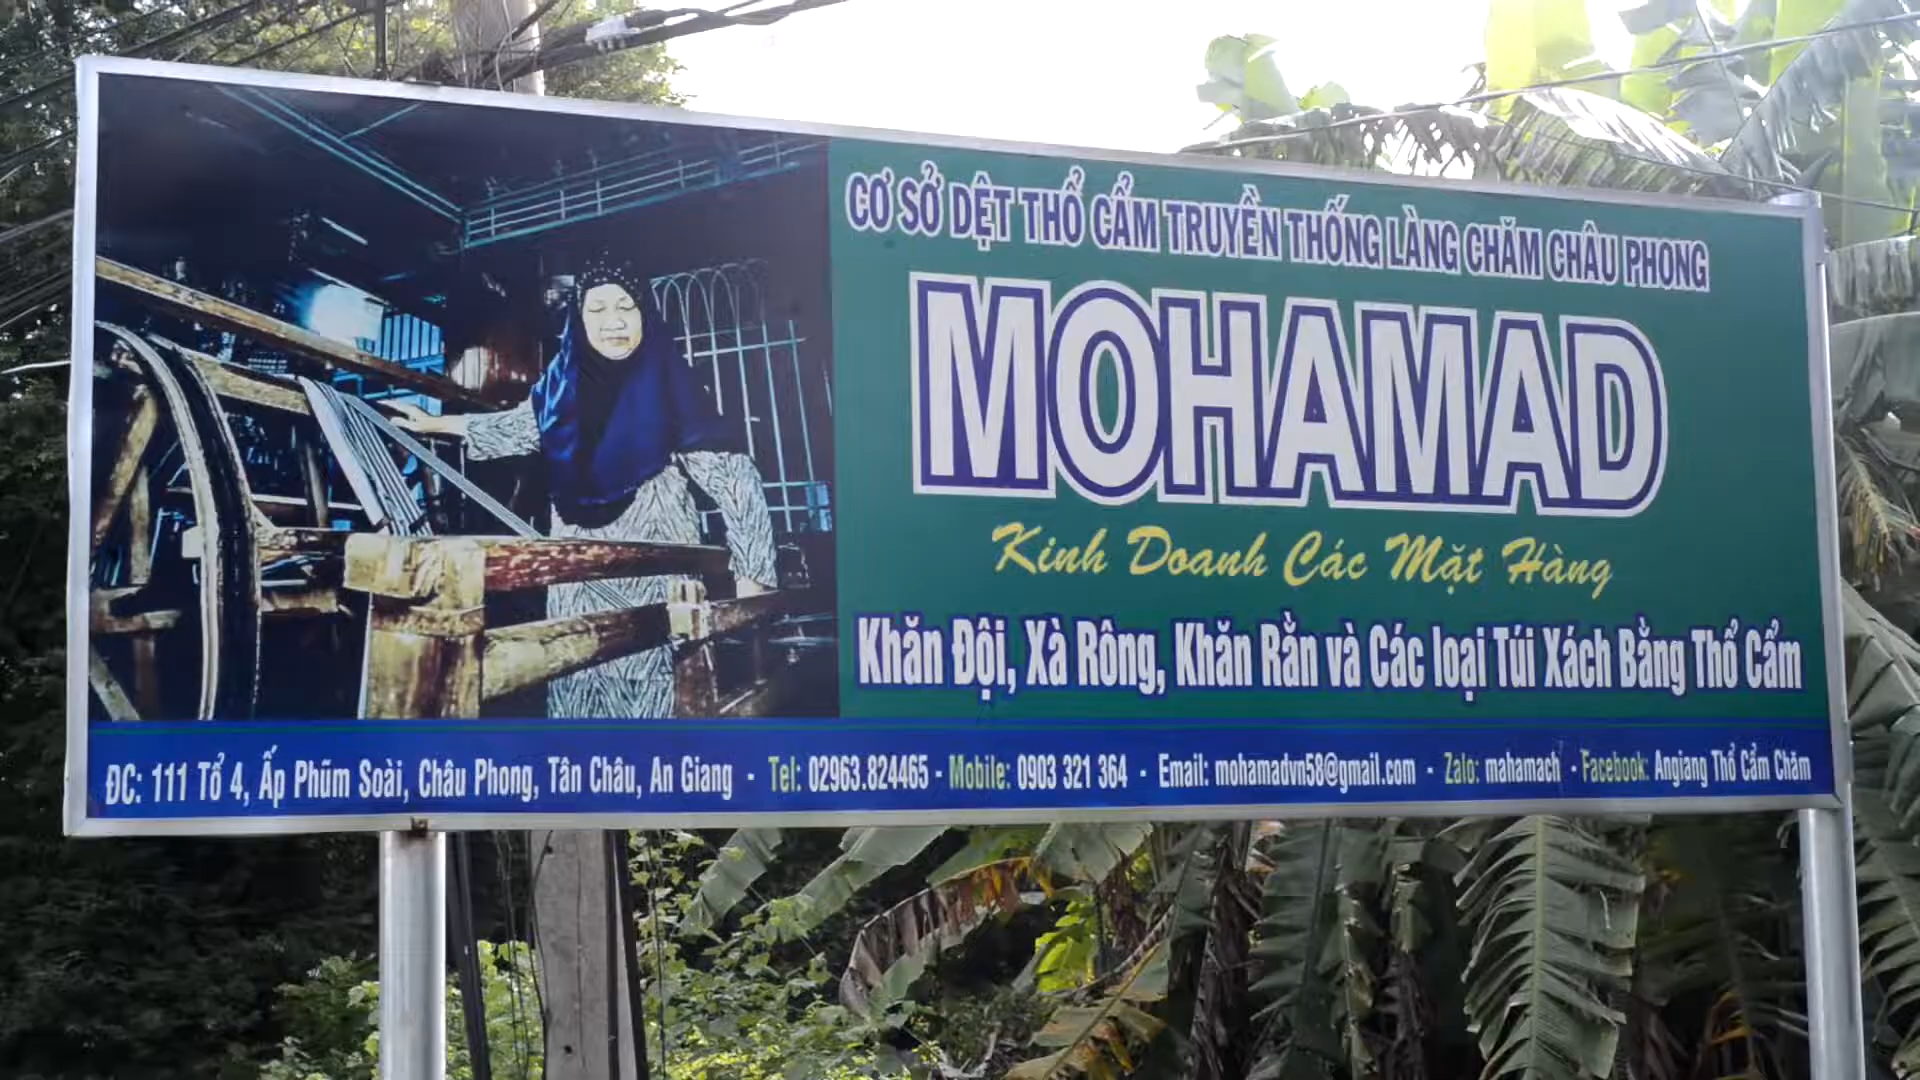 CƠ SỞ DỆT THỔ CẨM TRUYỀN THỐNG LÀNG CHĂM CHÂU PHONG
MOHAMAD
Kinh Doanh Các Mặt Hàng
Khăn Đội, Xà Rông, Khăn Rằn và Các loại Túi Xách Bằng Thổ Cẩm
ĐC: 111 Tổ 4, Ấp Phũm Soài, Châu Phong, Tân Châu, An Giang - Tel: 02963.824465 - Mobile: 0903 321 364 - Email: mohamadvn58@gmail.com - Zalo: mahamach - Facebook: Angiang Thổ Cẩm Chăm